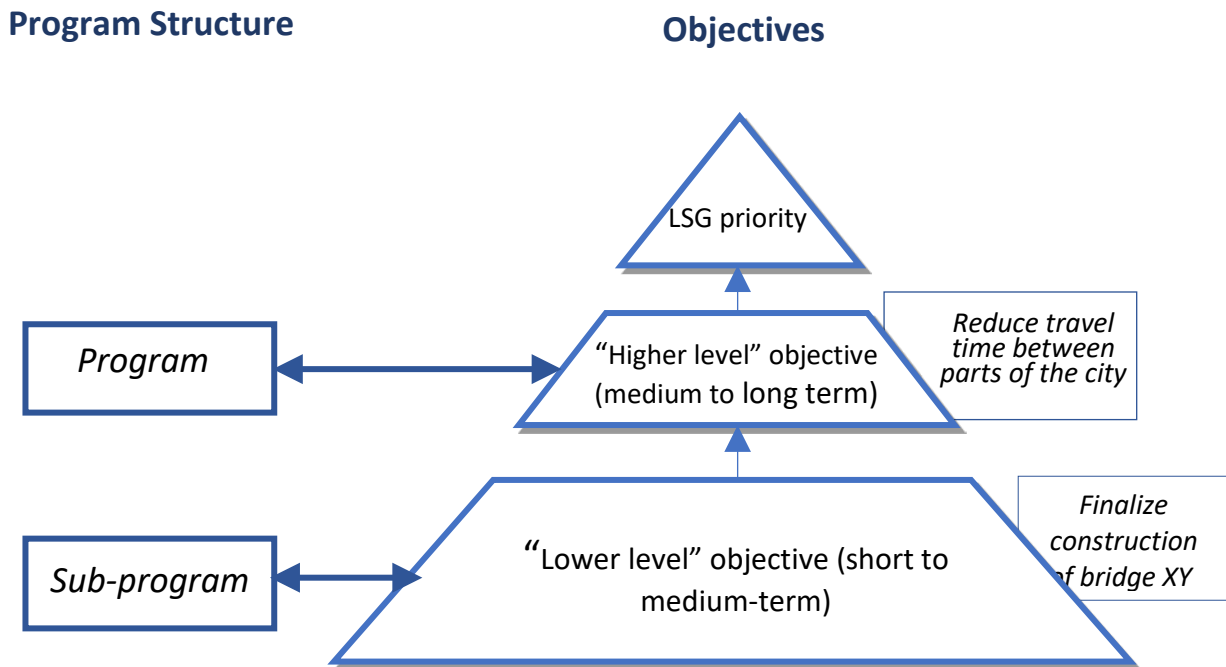 Program Structure
Objectives
LSG priority
Program
“Higher level” objective
(medium to long term)
Reduce travel
time between
parts of the city
Sub-program
“Lower level” objective (short to
medium-term)
Finalize
construction
of bridge XY